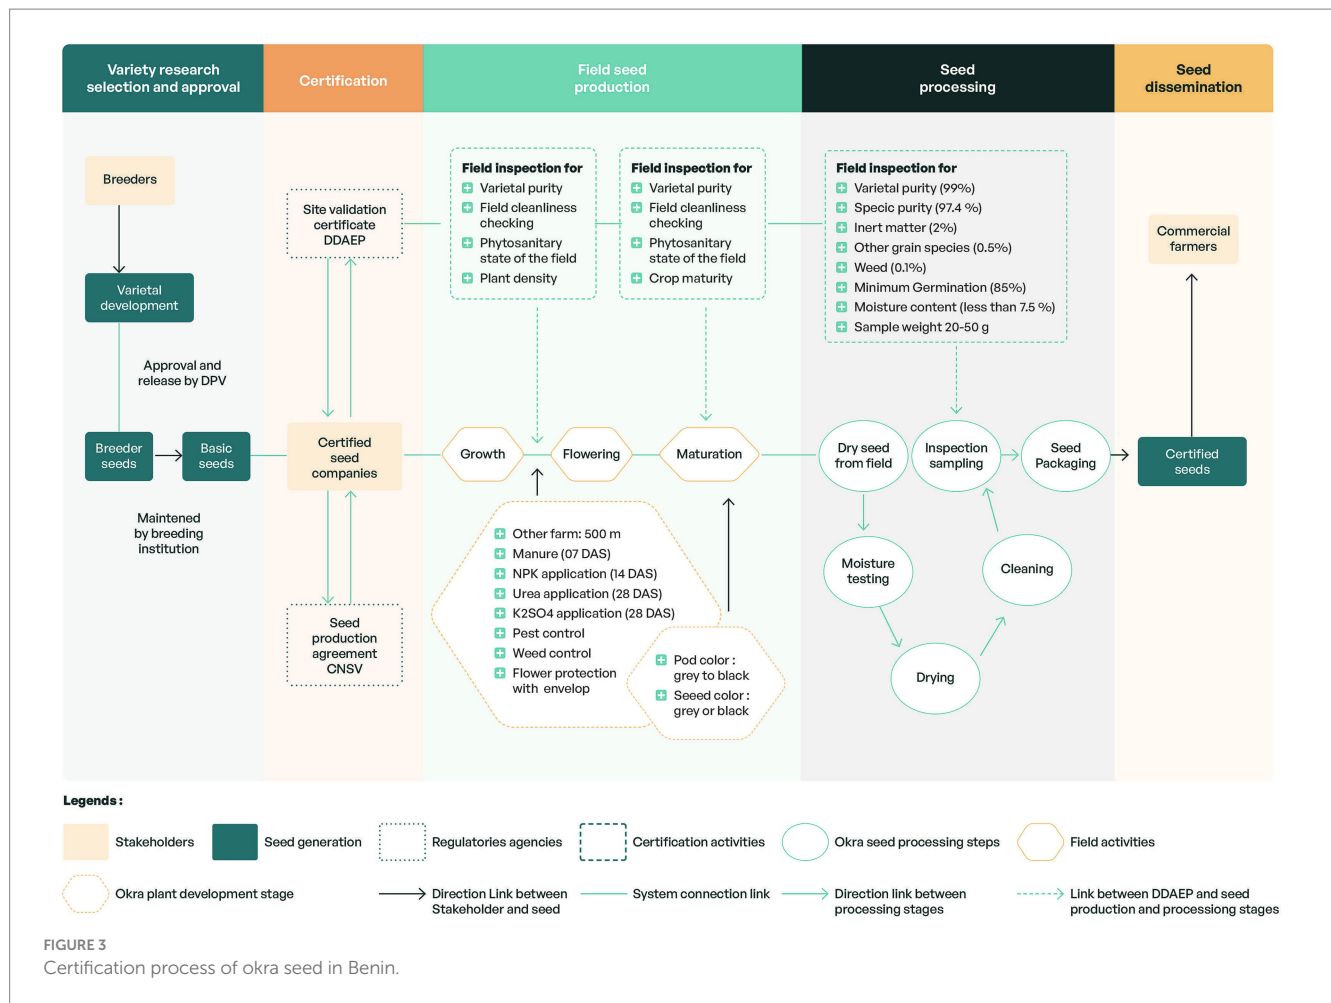 Variety research
selection and approval
Certification
Field seed
production
Seed
processing
Seed
dissemination
Breeders
Varietal
development
Approval and
release by DPV
Breeder
seeds
Basic
seeds
Maintened
by breeding
institution
Site validation
certificate
DDAEP
Certified
seed
companies
Seed
production
agreement
CNSV
Field inspection for
Varietal purity
Field cleanliness
checking
Phytosanitary
state of the field
Plant density
Field inspection for
Varietal purity
Field cleanliness
checking
Phytosanitary
state of the field
Crop maturity
Growth
Flowering
Maturation
Other farm: 500 m
Manure (07 DAS)
NPK application (14 DAS)
Urea application (28 DAS)
K2SO4 application (28 DAS)
Pest control
Weed control
Flower protection
with envelop
Pod color :
grey to black
Seeed color :
grey or black
Field inspection for
Varietal purity (99%)
Specic purity (97.4 %)
Inert matter (2%)
Other grain species (0.5%)
Weed (0.1%)
Minimum Germination (85%)
Moisture content (less than 7.5 %)
Sample weight 20-50 g
Dry seed
from field
Inspection
sampling
Seed
Packaging
Moisture
testing
Cleaning
Drying
Commercial
farmers
Certified
seeds
Legends :
Stakeholders
Seed generation
Regulatories agencies
Certification activities
Okra seed processing steps
Field activities
Okra plant development stage
Direction Link between
Stakeholder and seed
System connection link
Direction link between
processing stages
Link between DDAEP and seed
production and processiong stages
FIGURE 3
Certification process of okra seed in Benin.